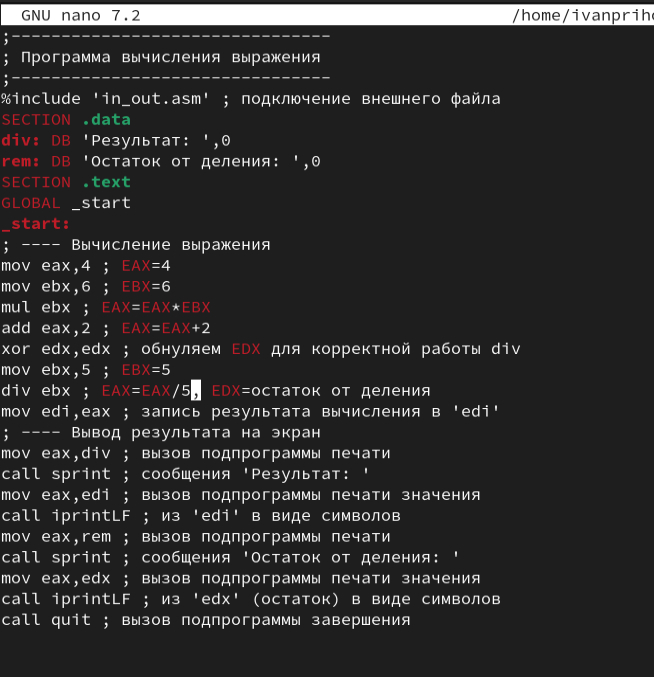 GNU nano 7.2 /home/ivanpriho
;--------------------------------
; Программа вычисления выражения
;--------------------------------
%include 'in_out.asm' ; подключение внешнего файла
SECTION .data
div: DB 'Результат: ',0
rem: DB 'Остаток от деления: ',0
SECTION .text
GLOBAL _start
_start:
; ---- Вычисление выражения
mov eax,4 ; EAX=4
mov ebx,6 ; EBX=6
mul ebx ; EAX=EAX*EBX
add eax,2 ; EAX=EAX+2
xor edx,edx ; обнуляем EDX для корректной работы div
mov ebx,5 ; EBX=5
div ebx ; EAX=EAX/5, EDX=остаток от деления
mov edi,eax ; запись результата вычисления в 'edi'
; ---- Вывод результата на экран
mov eax,div ; вызов подпрограммы печати
call sprint ; сообщения 'Результат: '
mov eax,edi ; вызов подпрограммы печати значения
call iprintLF ; из 'edi' в виде символов
mov eax,rem ; вызов подпрограммы печати
call sprint ; сообщения 'Остаток от деления: '
mov eax,edx ; вызов подпрограммы печати значения
call iprintLF ; из 'edx' (остаток) в виде символов
call quit ; вызов подпрограммы завершения